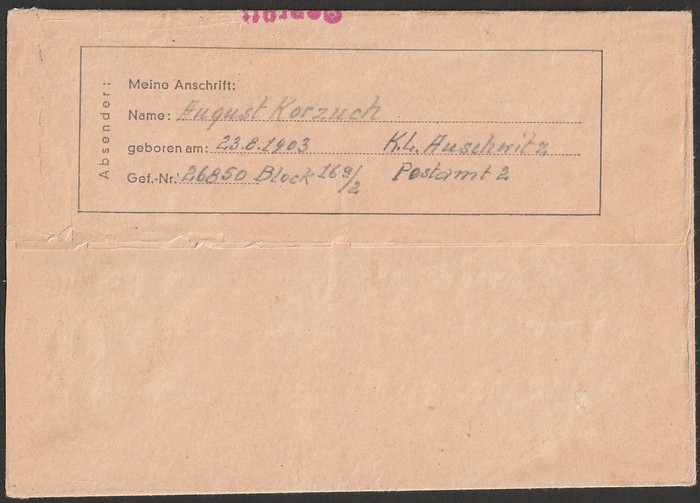 Geprüft
Absender:
Meine Anschrift:
Name: August Korzuch
geboren am: 23.8.1903 K.L. Auschwitz
Gef.-Nr. 26850 Block 16a/2 Postamt 2